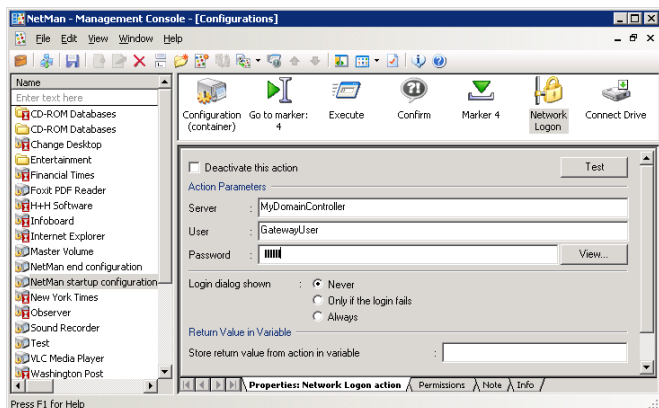 NetMan - Management Console - [Configurations]
File Edit View Window Help
Name
Enter text here
CD-ROM Databases
CD-ROM Databases
Change Desktop
Entertainment
Financial Times
Foxit PDF Reader
H+H Software
Infoboard
Internet Explorer
Master Volume
NetMan end configuration
NetMan startup configuration
New York Times
Observer
Sound Recorder
Test
VLC Media Player
Washington Post
Configuration (container)
Go to marker: 4
Execute
Confirm
Marker 4
Network Logon
Connect Drive
Deactivate this action
Test
Action Parameters
Server : MyDomainController
User : GatewayUser
Password :
View...
Login dialog shown : Never
Only if the login fails
Always
Return Value in Variable
Store return value from action in variable :
Properties: Network Logon action
Permissions
Note
Info
Press F1 for Help